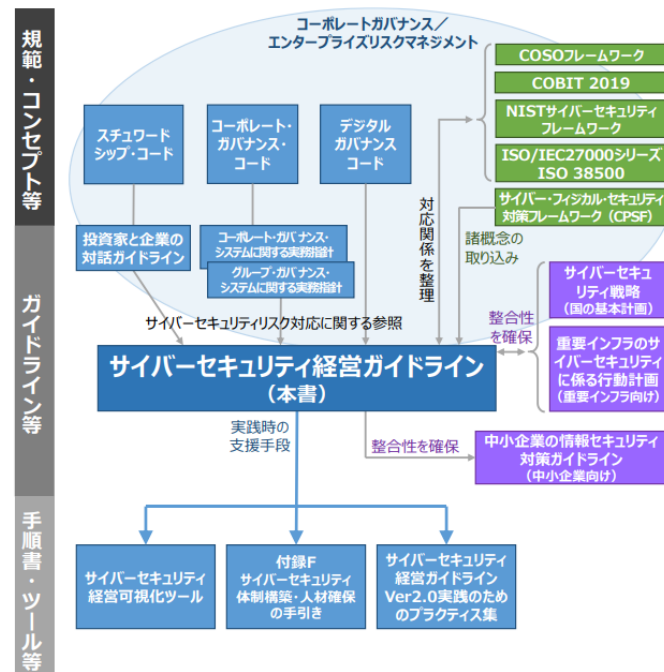 規範・コンセプト等
コーポレートガバナンス／
エンタープライズリスクマネジメント
COSOフレームワーク
COBIT 2019
NISTサイバーセキュリティ
フレームワーク
ISO/IEC27000シリーズ
ISO 38500
サイバー・フィジカル・セキュリティ
対策フレームワーク（CPSF）
スチュワード
シップ・コード
コーポレート・
ガバナンス・
コード
デジタル
ガバナンス
コード
対応関係を整理
諸概念の
取り込み
ガイドライン等
投資家と企業の
対話ガイドライン
コーポレート・ガバナンス・
システムに関する実務指針
グループ・ガバナンス・
システムに関する実務指針
サイバーセキュリティリスク対応に関する参照
サイバーセキュ
リティ戦略
（国の基本計画）
整合性
を確保
重要インフラのサ
イバーセキュリティ
に係る行動計画
（重要インフラ向け）
サイバーセキュリティ経営ガイドライン
（本書）
実践時の
支援手段
整合性を確保
中小企業の情報セキュリティ
対策ガイドライン
（中小企業向け）
手順書・ツール等
サイバーセキュリティ
経営可視化ツール
付録F
サイバーセキュリティ
体制構築・人材確保
の手引き
サイバーセキュリティ
経営ガイドライン
Ver2.0実践のため
のプラクティス集